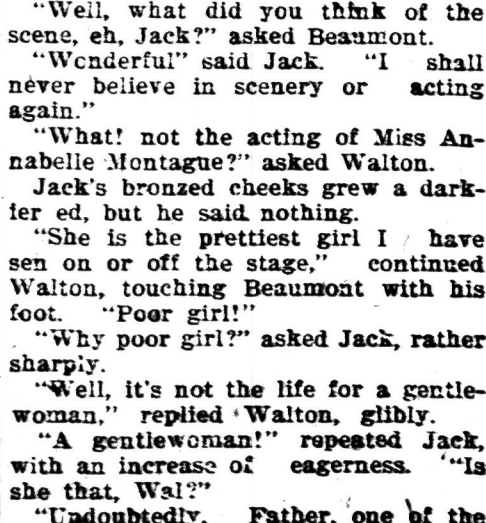 "Well, what did you think of the
scene, eh, Jack?" asked Beaumont.
"Wonderful" said Jack. "I shall
never believe in scenery or acting
again."
"What! not the acting of Miss An-
nabelle Montague?" asked Walton.
Jack's bronzed cheeks grew a dark-
ier ed, but he said nothing.
"She is the prettiest girl I have
sen on or off the stage," continued
Walton, touching Beaumont with his
foot. "Poor girl!"
"Why poor girl?" asked Jack, rather
sharply.
"Well, it's not the life for a gentle-
woman," replied Walton, glibly.
"A gentlewoman!" repeated Jack,
with an increase of eagerness. "Is
she that, Wal?"
"Undoubtedly. Father, one of the